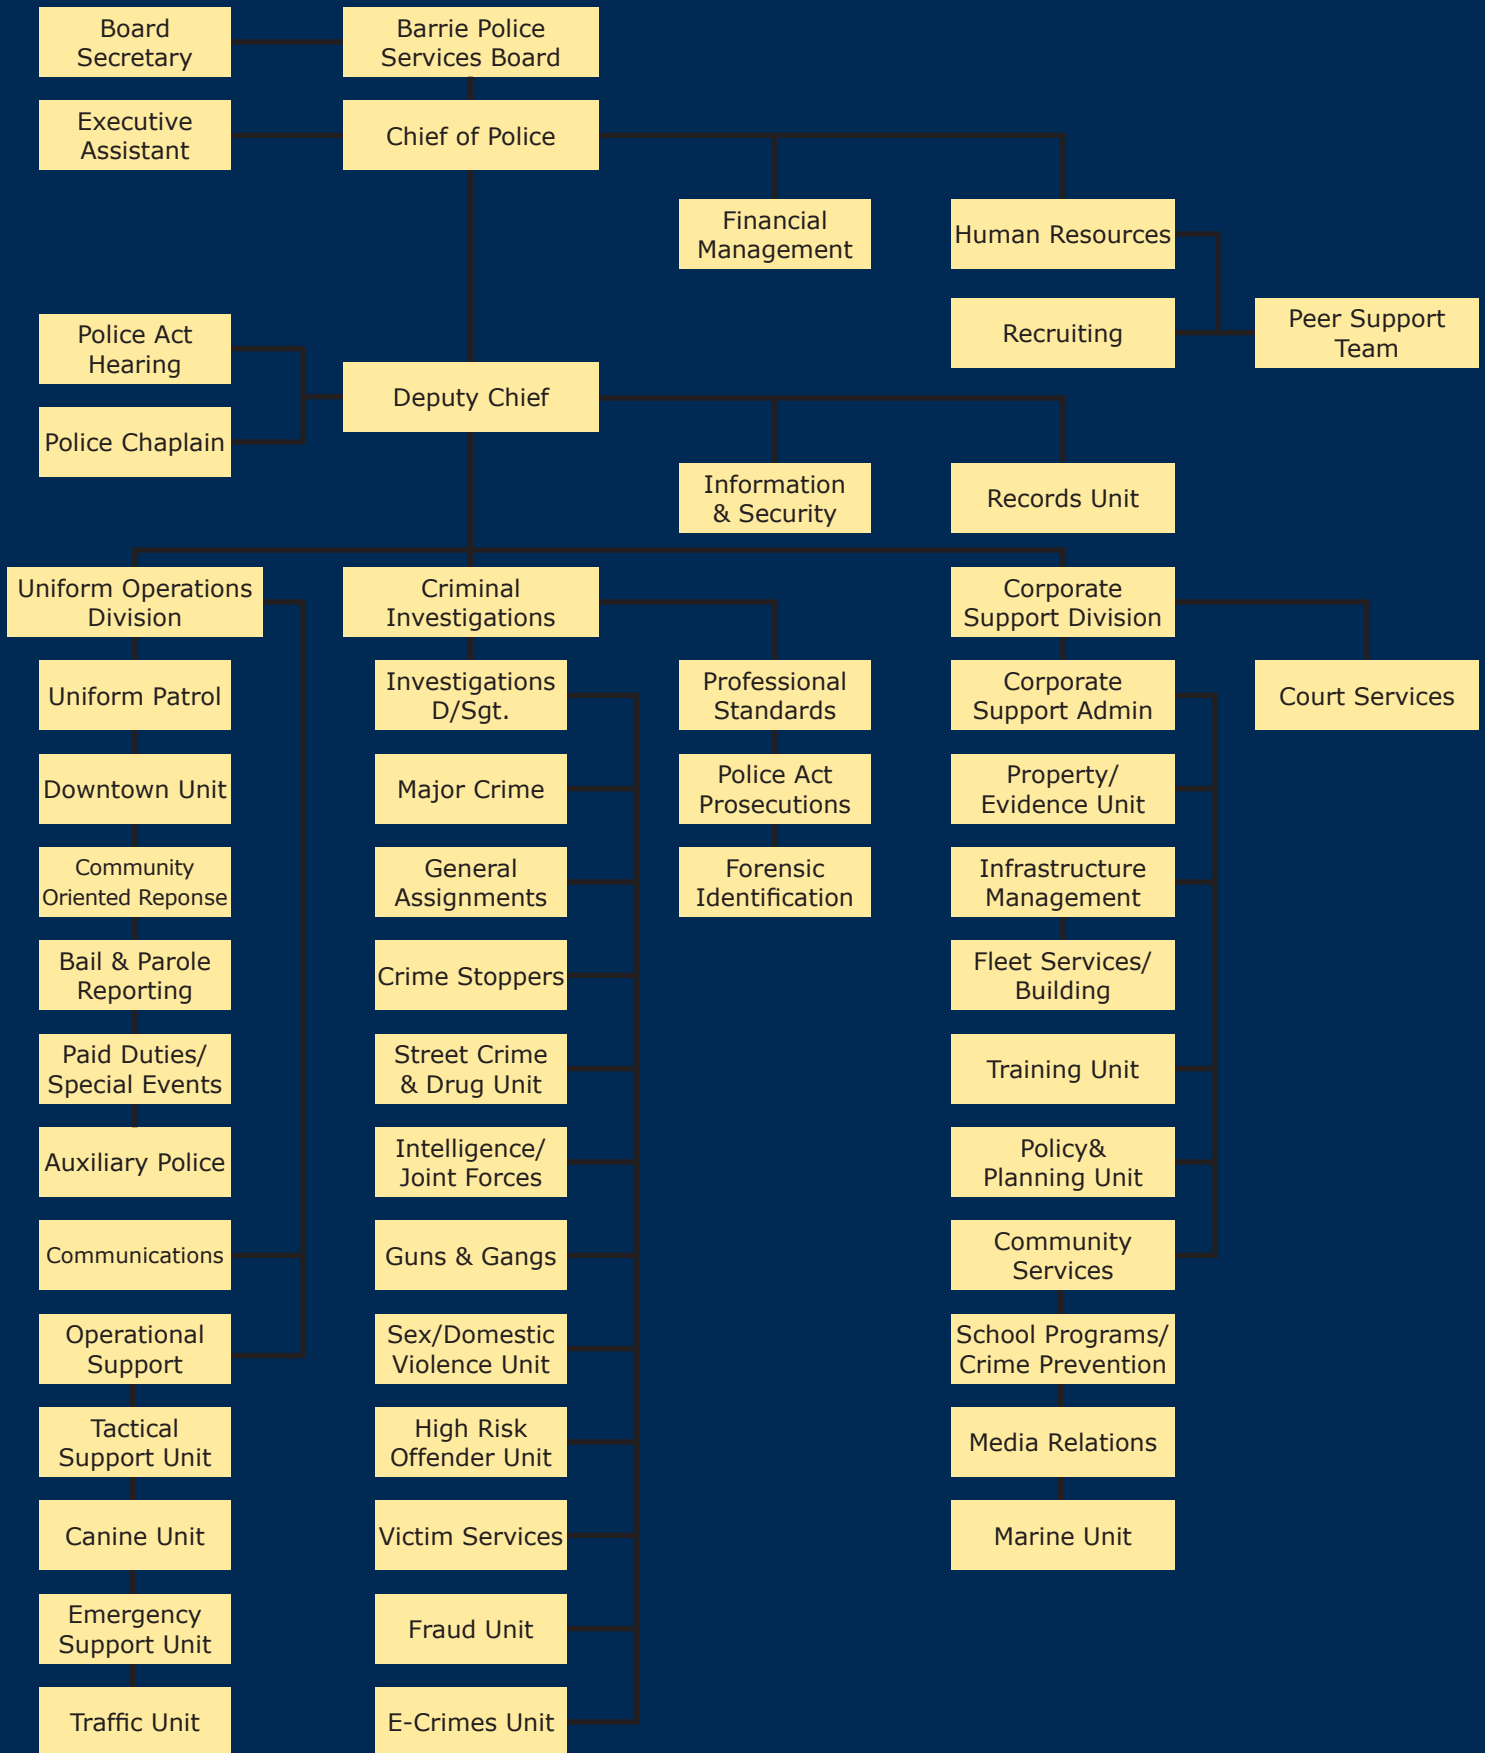 Board
Secretary
Barrie Police
Services Board
Executive
Assistant
Chief of Police
Financial
Management
Human Resources
Recruiting
Peer Support
Team
Police Act
Hearing
Police Chaplain
Deputy Chief
Information
& Security
Records Unit
Uniform Operations
Division
Uniform Patrol
Downtown Unit
Community
Oriented Reponse
Bail & Parole
Reporting
Paid Duties/
Special Events
Auxiliary Police
Communications
Operational
Support
Tactical
Support Unit
Canine Unit
Emergency
Support Unit
Traffic Unit
Criminal
Investigations
Investigations
D/Sgt.
Major Crime
General
Assignments
Crime Stoppers
Street Crime
& Drug Unit
Intelligence/
Joint Forces
Guns & Gangs
Sex/Domestic
Violence Unit
High Risk
Offender Unit
Victim Services
Fraud Unit
E-Crimes Unit
Professional
Standards
Police Act
Prosecutions
Forensic
Identification
Corporate
Support Division
Corporate
Support Admin
Property/
Evidence Unit
Infrastructure
Management
Fleet Services/
Building
Training Unit
Policy&
Planning Unit
Community
Services
School Programs/
Crime Prevention
Media Relations
Marine Unit
Court Services